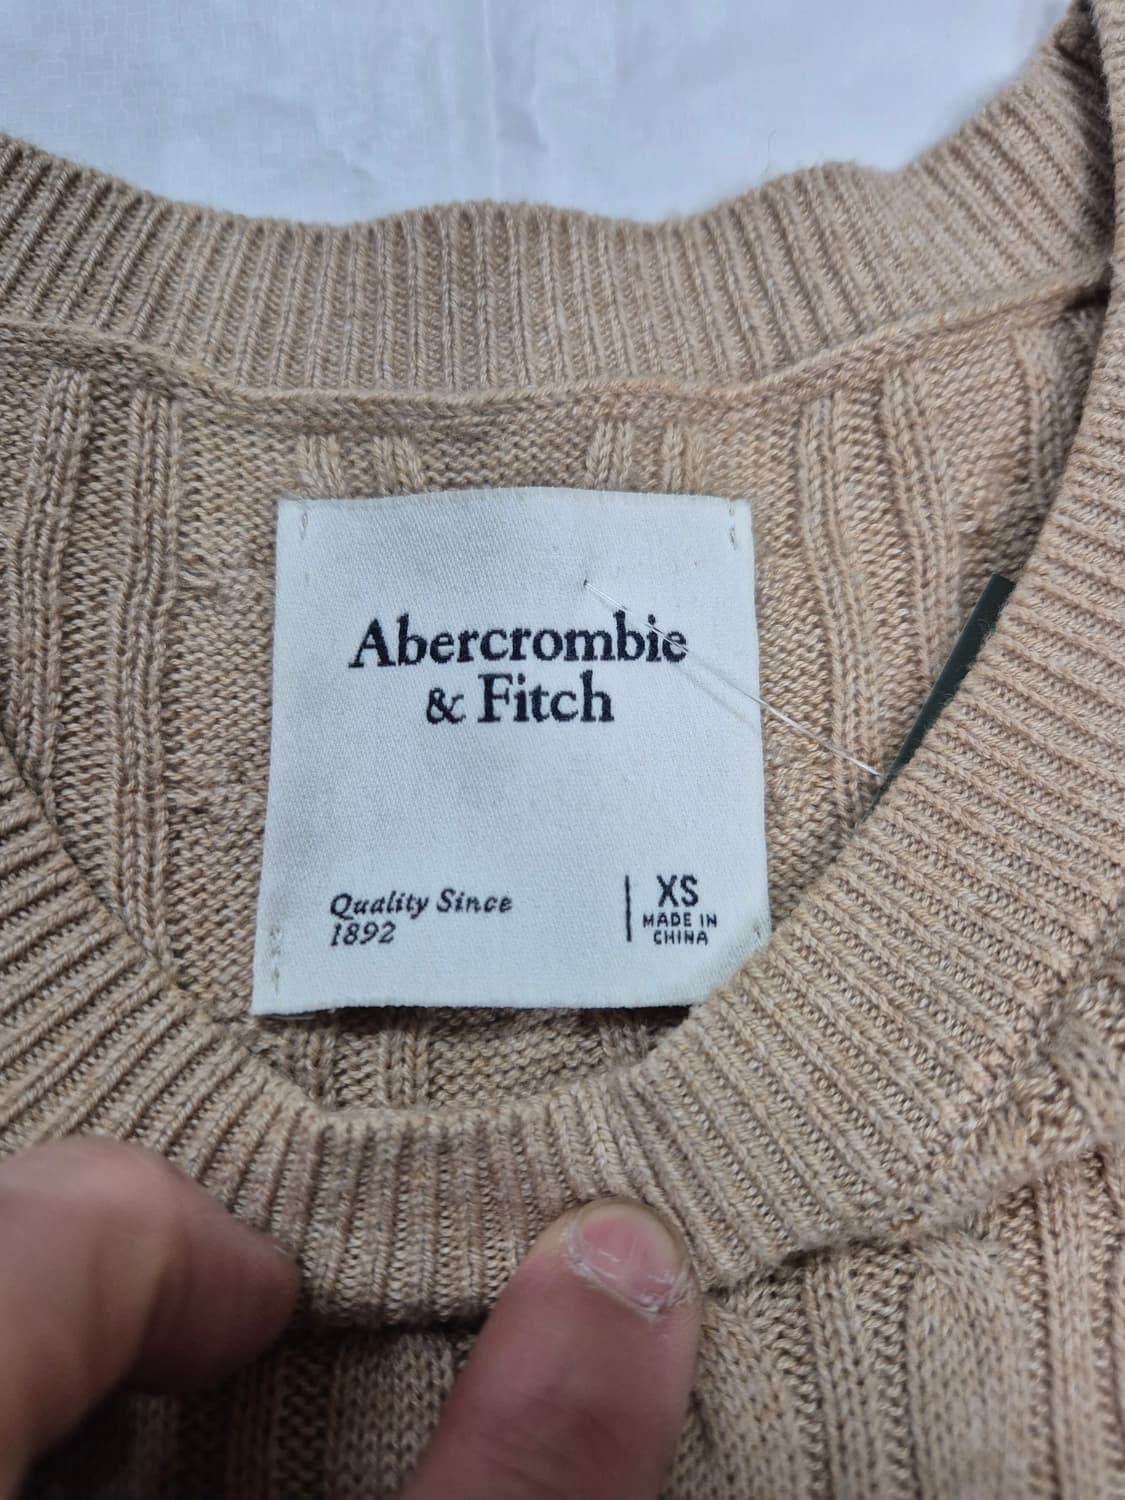 Abercrombie
& Fitch
Quality Since
1892
XS
MADE IN
CHINA